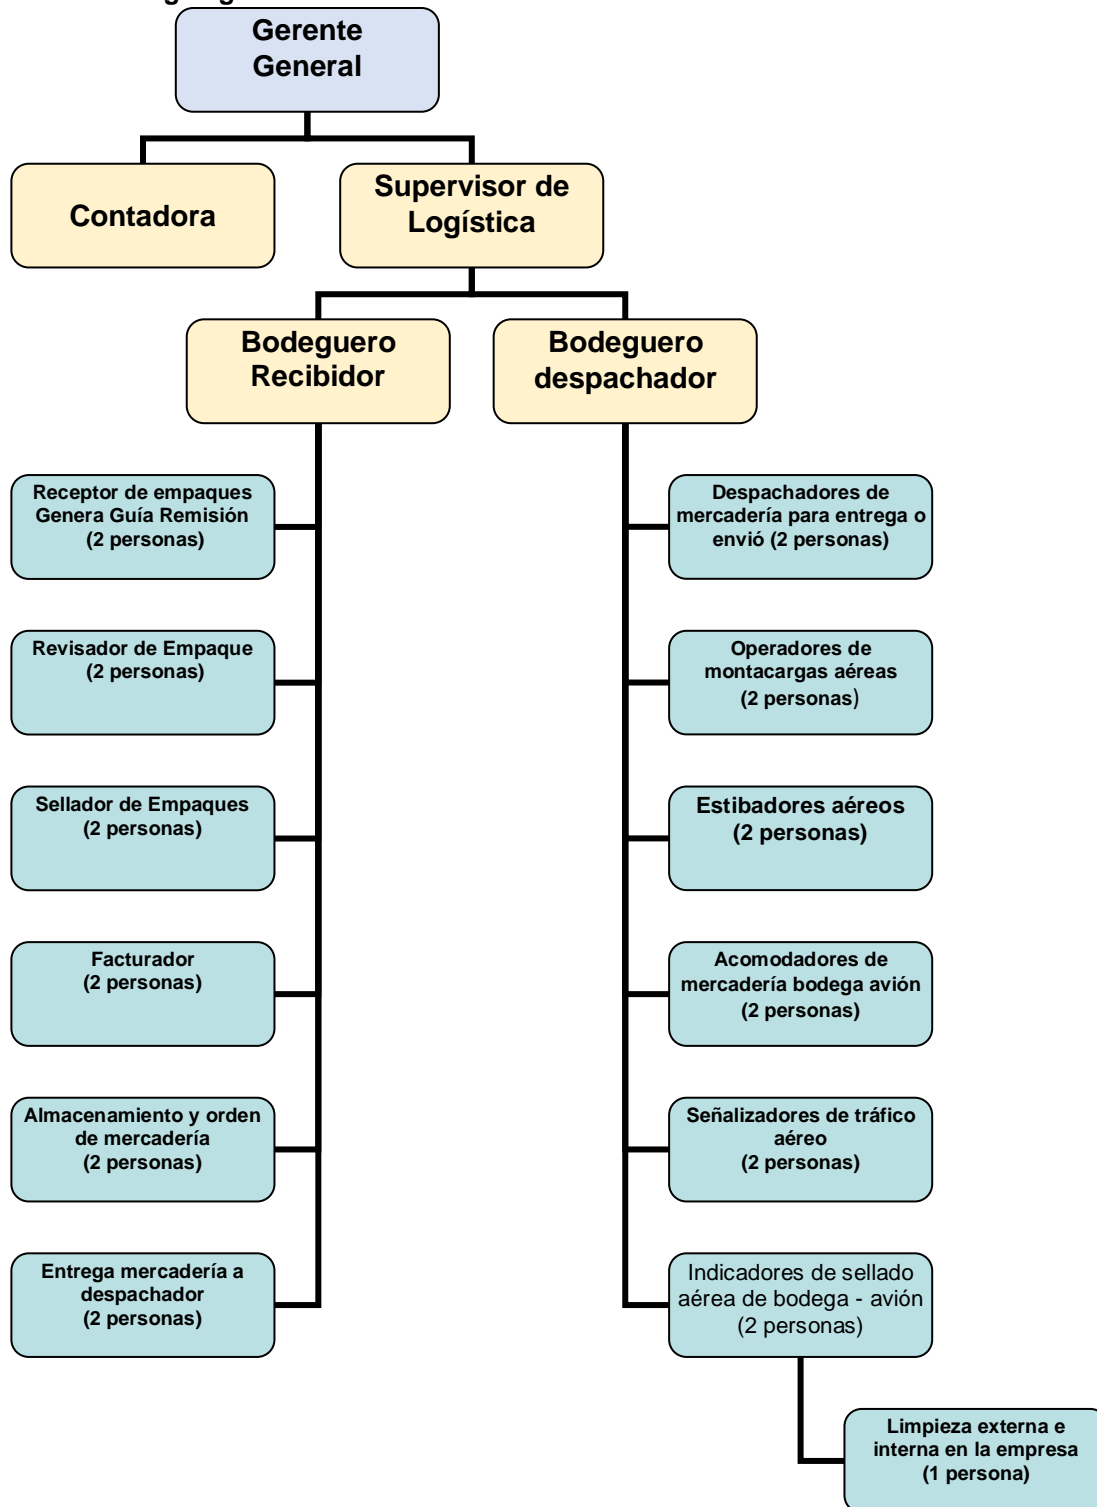 Gerente
General
Contadora
Supervisor de
Logística
Bodeguero
Recibidor
Bodeguero
despachador
Receptor de empaques
Genera Guía Remisión
(2 personas)
Despachadores de
mercadería para entrega o
envió (2 personas)
Revisador de Empaque
(2 personas)
Operadores de
montacargas aéreas
(2 personas)
Sellador de Empaques
(2 personas)
Estibadores aéreos
(2 personas)
Facturador
(2 personas)
Acomodadores de
mercadería bodega avión
(2 personas)
Almacenamiento y orden
de mercadería
(2 personas)
Señalizadores de tráfico
aéreo
(2 personas)
Entrega mercadería a
despachador
(2 personas)
Indicadores de sellado
aérea de bodega - avión
(2 personas)
Limpieza externa e
interna en la empresa
(1 persona)